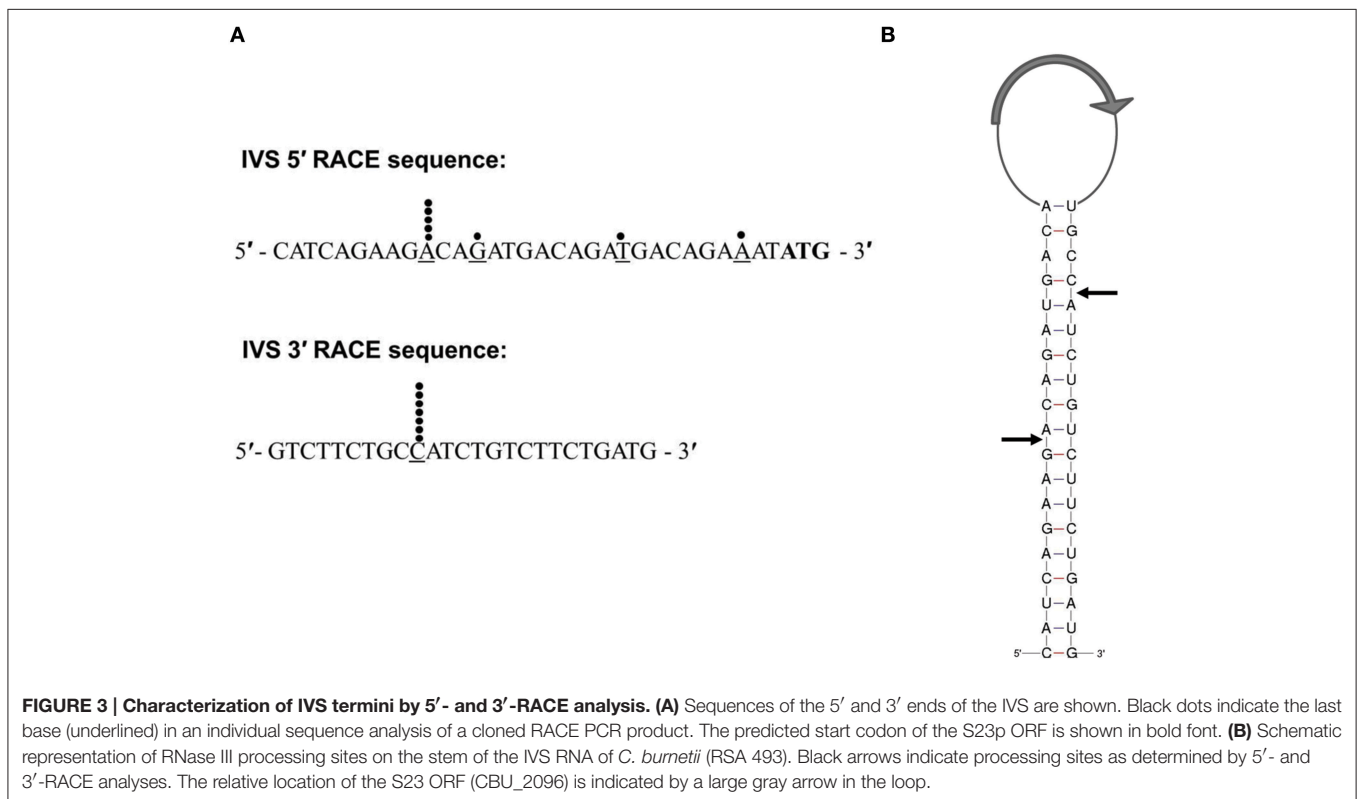 A
B
IVS 5′ RACE sequence:
5′ - CATCAGAAGACAGATGACAGATGACAGAAATATG - 3′
IVS 3′ RACE sequence:
5′- GTCTTCTGCCATCTGTCTTCTGATG - 3′
A–U
C–G
A C
G–C
U–A
A–U
G–C
A–U
C–G
A–U
G–C
A–U
A–U
G–C
A–U
C–G
U–A
A–U
5′—C–G—3′
FIGURE 3 | Characterization of IVS termini by 5′- and 3′-RACE analysis. (A) Sequences of the 5′ and 3′ ends of the IVS are shown. Black dots indicate the last
base (underlined) in an individual sequence analysis of a cloned RACE PCR product. The predicted start codon of the S23p ORF is shown in bold font. (B) Schematic
representation of RNase III processing sites on the stem of the IVS RNA of C. burnetii (RSA 493). Black arrows indicate processing sites as determined by 5′- and
3′-RACE analyses. The relative location of the S23 ORF (CBU_2096) is indicated by a large gray arrow in the loop.